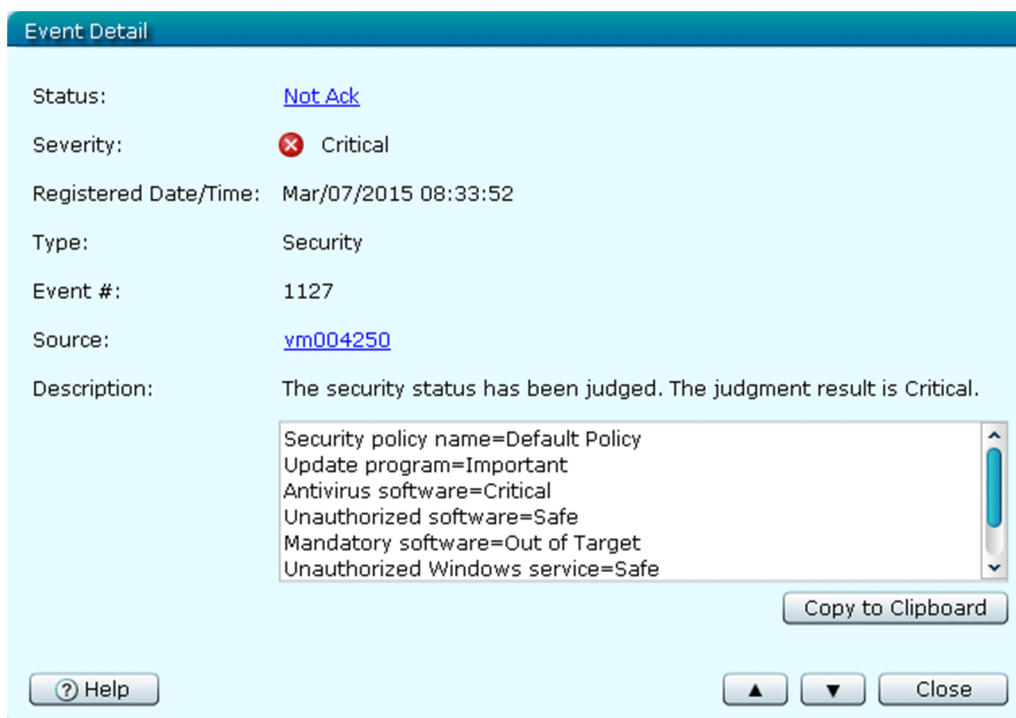 Event Detail
Status: Not Ack
Severity: Critical
Registered Date/Time: Mar/07/2015 08:33:52
Type: Security
Event #: 1127
Source: vm004250
Description: The security status has been judged. The judgment result is Critical.
Security policy name=Default Policy
Update program=Important
Antivirus software=Critical
Unauthorized software=Safe
Mandatory software=Out of Target
Unauthorized Windows service=Safe
Copy to Clipboard
? Help ▲ ▼ Close